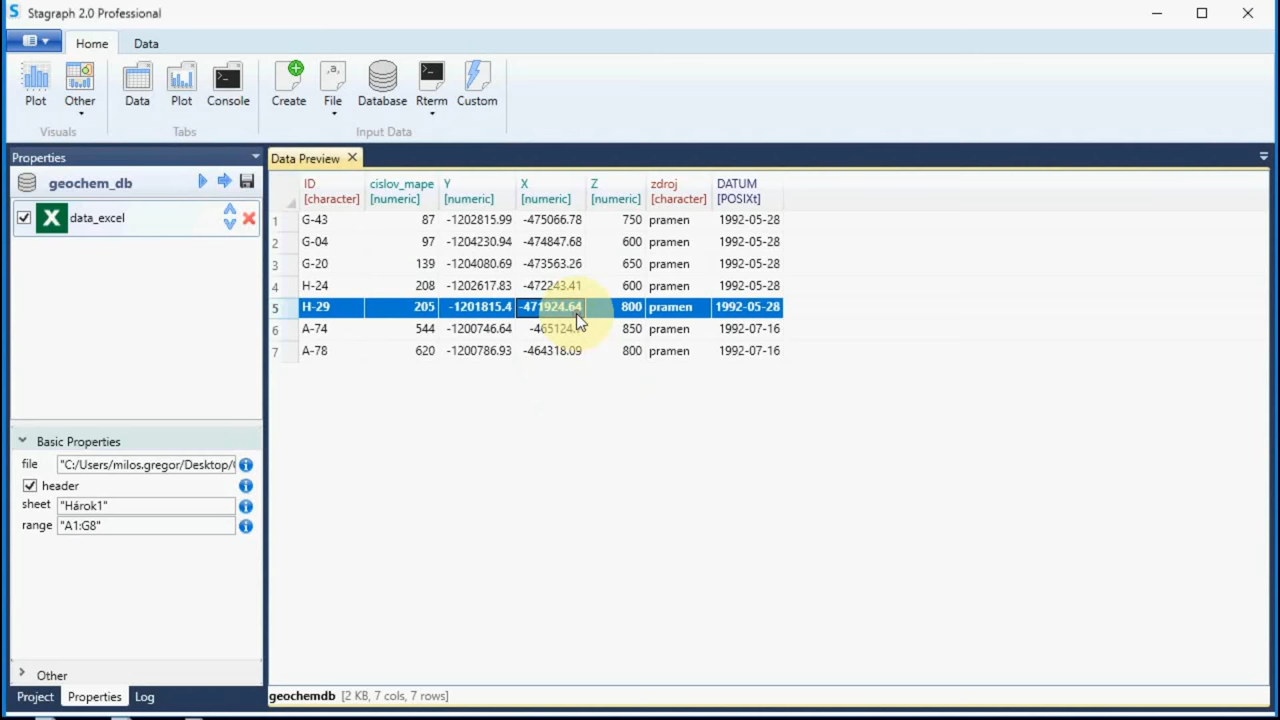 Stagraph 2.0 Professional
Home Data
Plot Other Data Plot Console Create File Database Rterm Custom
Visuals Tabs Input Data
Properties
geochem_db
data_excel
Basic Properties
file "C:/Users/milos.gregor/Desktop/
header
sheet "Hárok1"
range "A1:G8"
Other
Project Properties Log
Data Preview
ID cislov_mape Y X Z zdroj DATUM
[character] [numeric] [numeric] [numeric] [numeric] [character] [POSIXt]
1 G-43 87 -1202815.99 -475066.78 750 pramen 1992-05-28
2 G-04 97 -1204230.94 -474847.68 600 pramen 1992-05-28
3 G-20 139 -1204080.69 -473563.26 650 pramen 1992-05-28
4 H-24 208 -1202617.83 -472243.41 600 pramen 1992-05-28
5 H-29 205 -1201815.4 -471924.64 800 pramen 1992-05-28
6 A-74 544 -1200746.64 850 pramen 1992-07-16
7 A-78 620 -1200786.93 -464318.09 800 pramen 1992-07-16
geochemdb [2 KB, 7 cols, 7 rows]